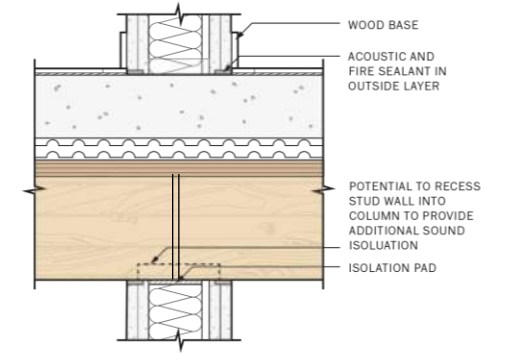 WOOD BASE
ACOUSTIC AND
FIRE SEALANT IN
OUTSIDE LAYER
POTENTIAL TO RECESS
STUD WALL INTO
COLUMN TO PROVIDE
ADDITIONAL SOUND
ISOLUATION
ISOLATION PAD